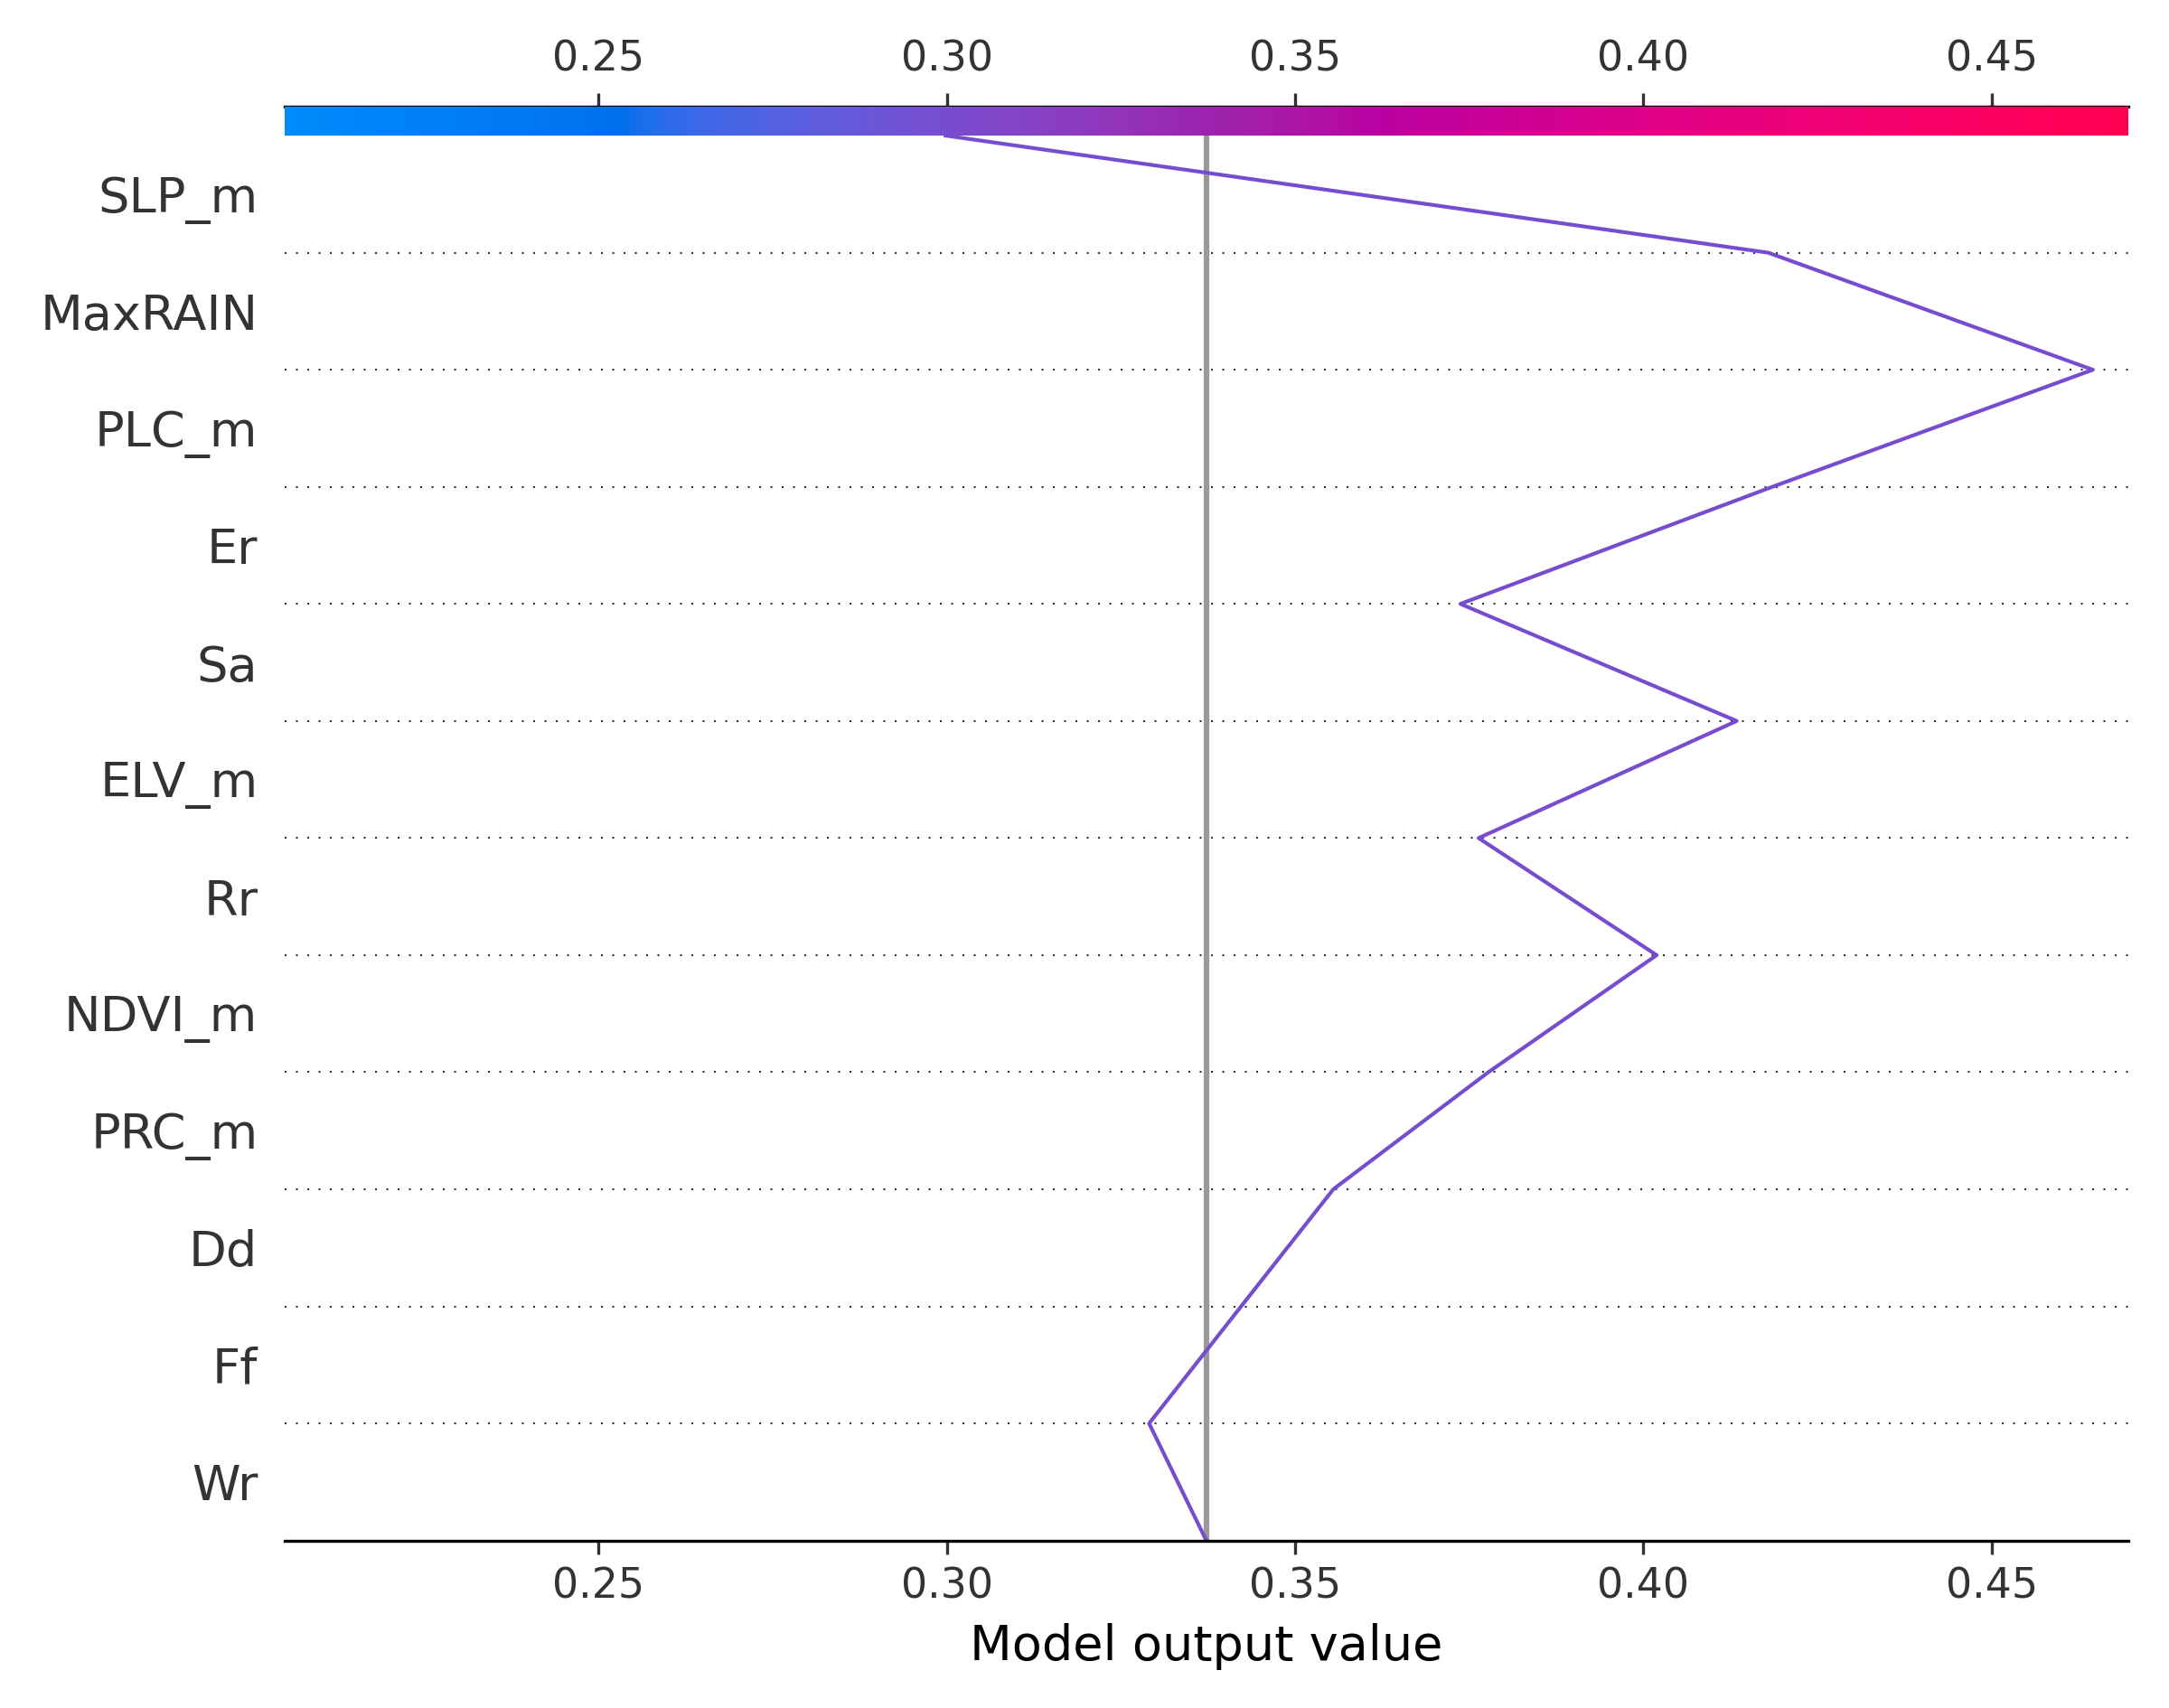 0.25 0.30 0.35 0.40 0.45
SLP_m
MaxRAIN
PLC_m
Er
Sa
ELV_m
Rr
NDVI_m
PRC_m
Dd
Ff
Wr
0.25 0.30 0.35 0.40 0.45
Model output value